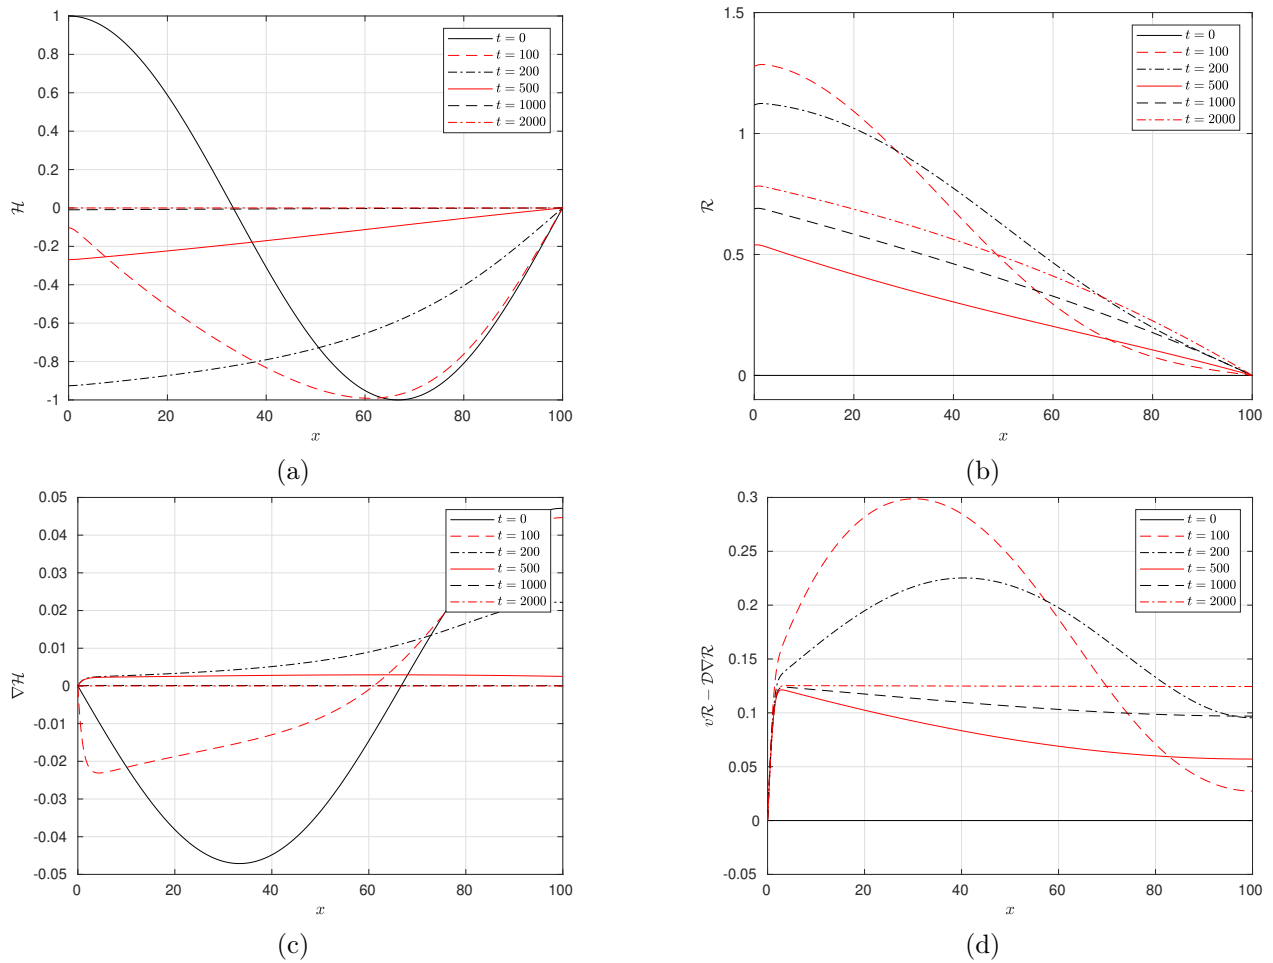 1
0.8
0.6
0.4
0.2
0
-0.2
-0.4
-0.6
-0.8
-1
ℋ
0 20 40 60 80 100
x
t = 0
t = 100
t = 200
t = 500
t = 1000
t = 2000
(a)
1.5
1
0.5
0
ℛ
0 20 40 60 80 100
x
t = 0
t = 100
t = 200
t = 500
t = 1000
t = 2000
(b)
0.05
0.04
0.03
0.02
0.01
0
-0.01
-0.02
-0.03
-0.04
-0.05
∇ℋ
0 20 40 60 80 100
x
t = 0
t = 100
t = 200
t = 500
t = 1000
t = 2000
(c)
0.3
0.25
0.2
0.15
0.1
0.05
0
-0.05
vℛ − 𝒟∇ℛ
0 20 40 60 80 100
x
t = 0
t = 100
t = 200
t = 500
t = 1000
t = 2000
(d)